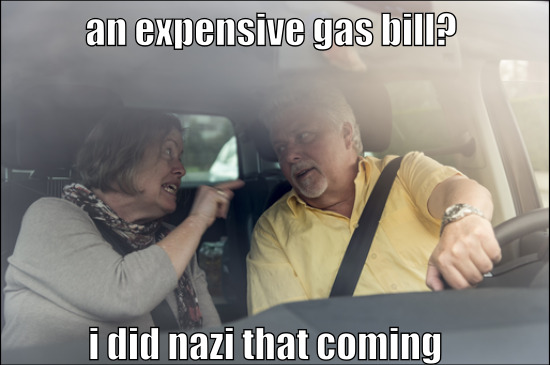 an expensive gas bill?
i did nazi that coming